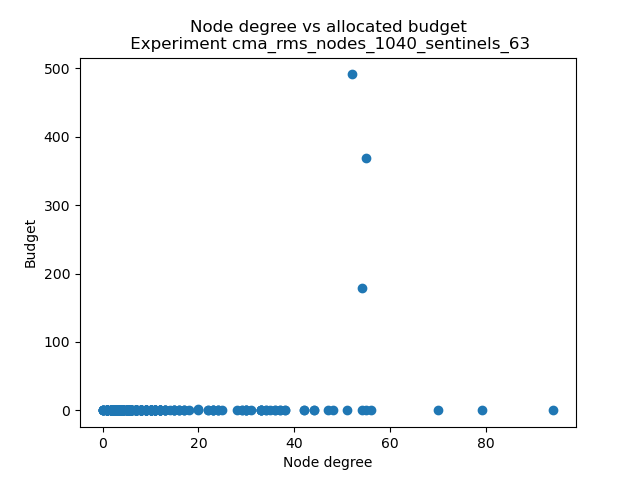 Node degree vs allocated budget
Experiment cma_rms_nodes_1040_sentinels_63
500
400
300
200
100
0
Budget
0 20 40 60 80
Node degree